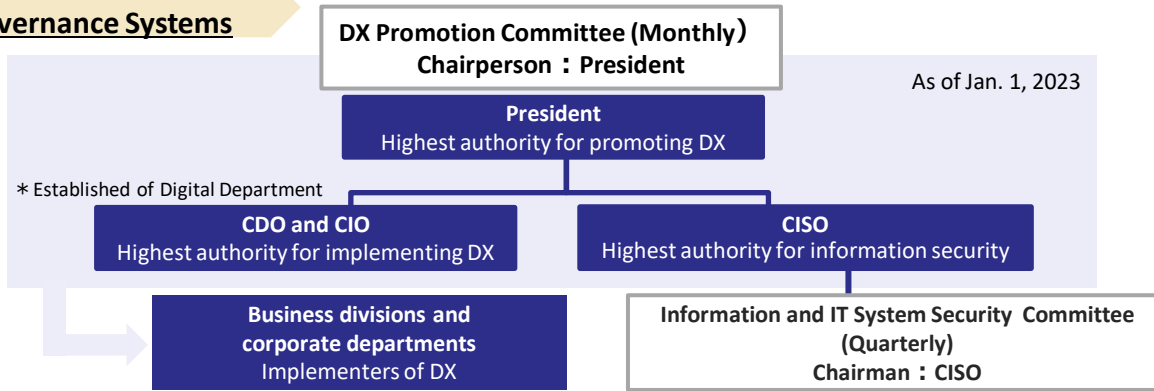 vernance Systems
DX Promotion Committee (Monthly）
Chairperson：President
As of Jan. 1, 2023
President
Highest authority for promoting DX
＊Established of Digital Department
CDO and CIO
Highest authority for implementing DX
CISO
Highest authority for information security
Business divisions and
corporate departments
Implementers of DX
Information and IT System Security Committee
(Quarterly)
Chairman：CISO